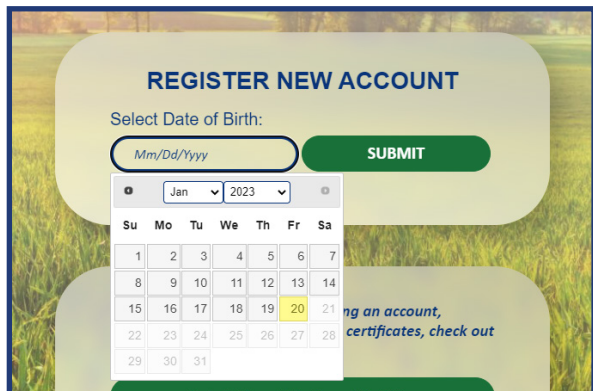 REGISTER NEW ACCOUNT
Select Date of Birth:
Mm/Dd/Yyyy
SUBMIT
Jan 2023
Su Mo Tu We Th Fr Sa
1 2 3 4 5 6 7
8 9 10 11 12 13 14
15 16 17 18 19 20 21
22 23 24 25 26 27 28
29 30 31
an account,
certificates, check out